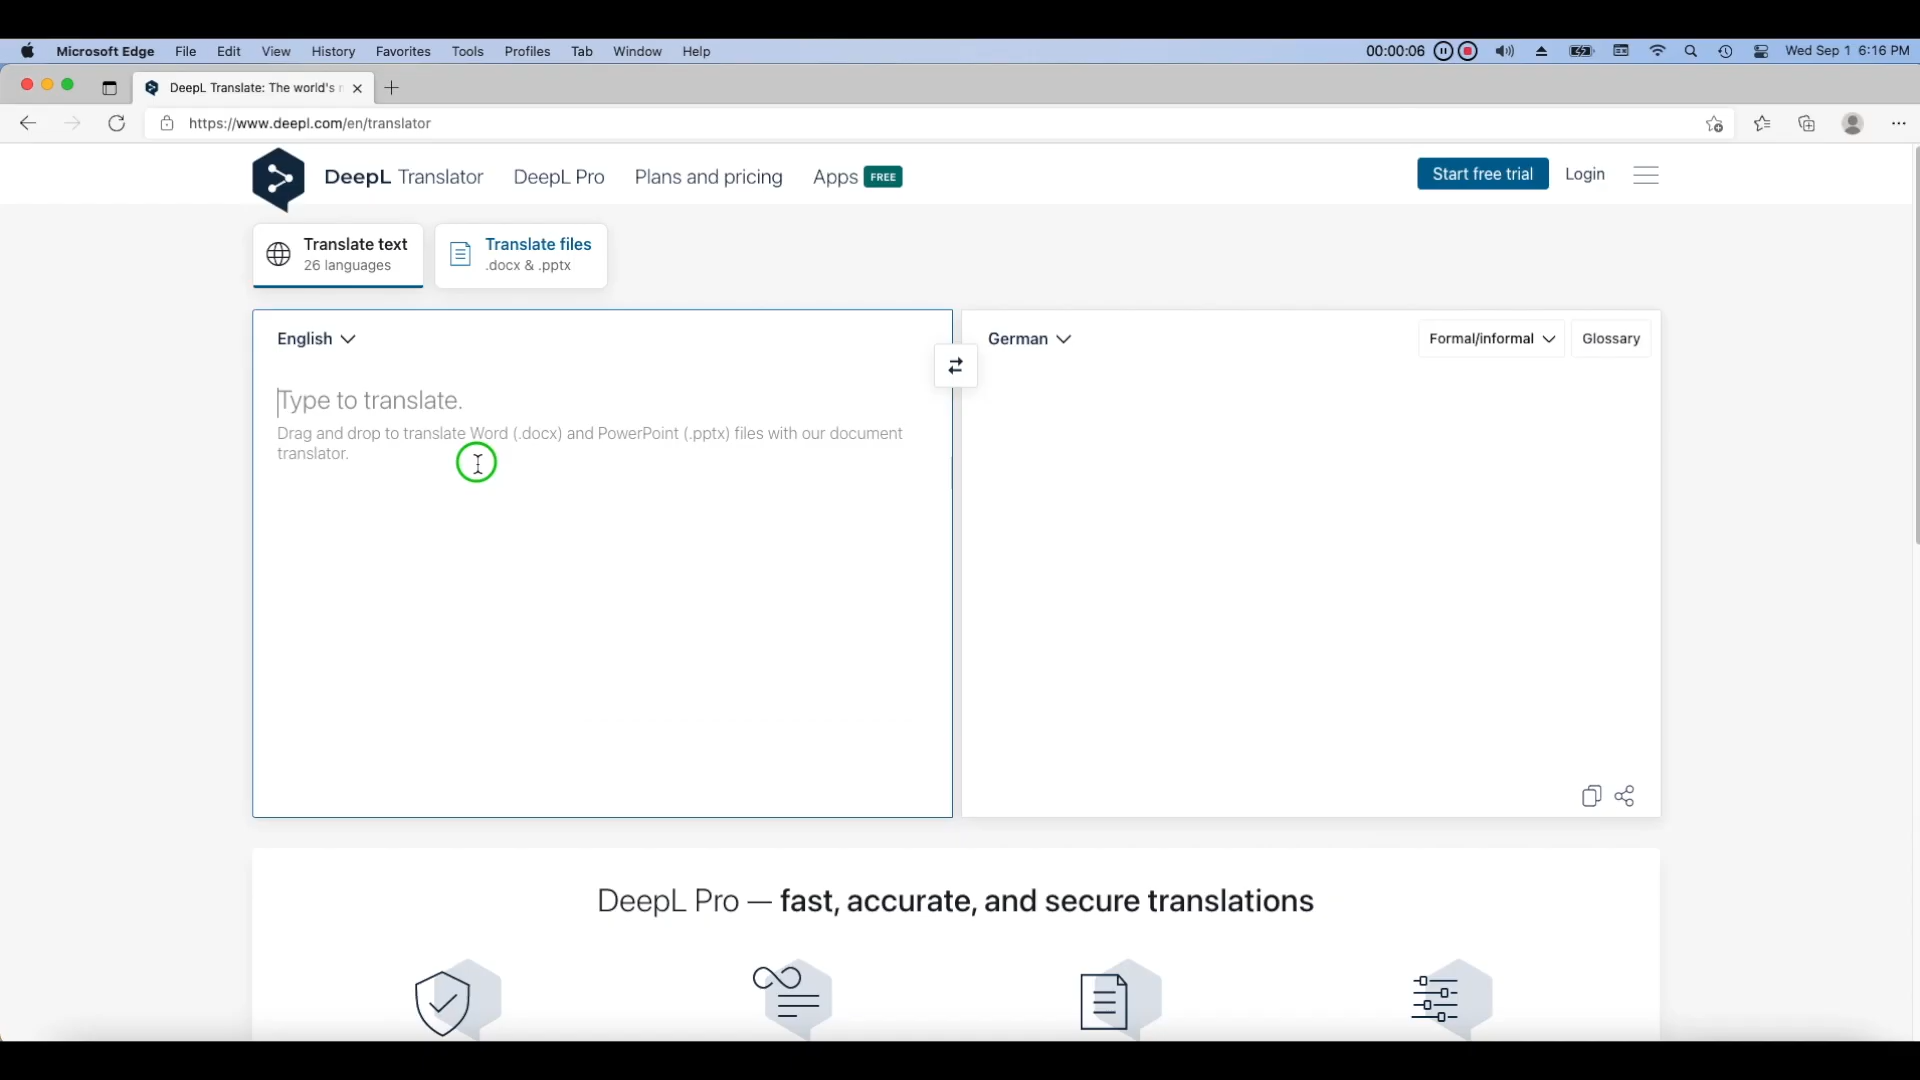 Microsoft Edge File Edit View History Favorites Tools Profiles Tab Window Help 00:00:06 Wed Sep 1 6:16 PM
DeepL Translate: The world's
https://www.deepl.com/en/translator
DeepL Translator DeepL Pro Plans and pricing Apps FREE Start free trial Login
Translate text
26 languages
Translate files
.docx & .pptx
English
German Formal/informal Glossary
Type to translate.
Drag and drop to translate Word (.docx) and PowerPoint (.pptx) files with our document
translator.
DeepL Pro — fast, accurate, and secure translations